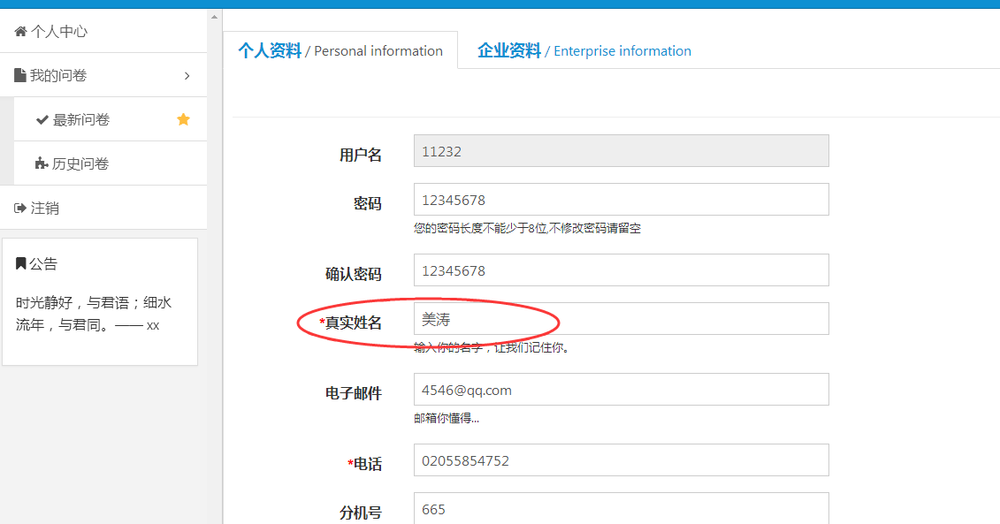 个人中心
我的问卷
最新问卷
历史问卷
注销
公告
时光静好，与君语；细水
流年，与君同。—— xx
个人资料 / Personal information
企业资料 / Enterprise information
用户名 11232
密码 12345678
您的密码长度不能少于8位,不修改密码请留空
确认密码 12345678
*真实姓名 美涛
输入你的名字，让我们记住你。
电子邮件 4546@qq.com
邮箱你懂得...
*电话 02055854752
分机号 665